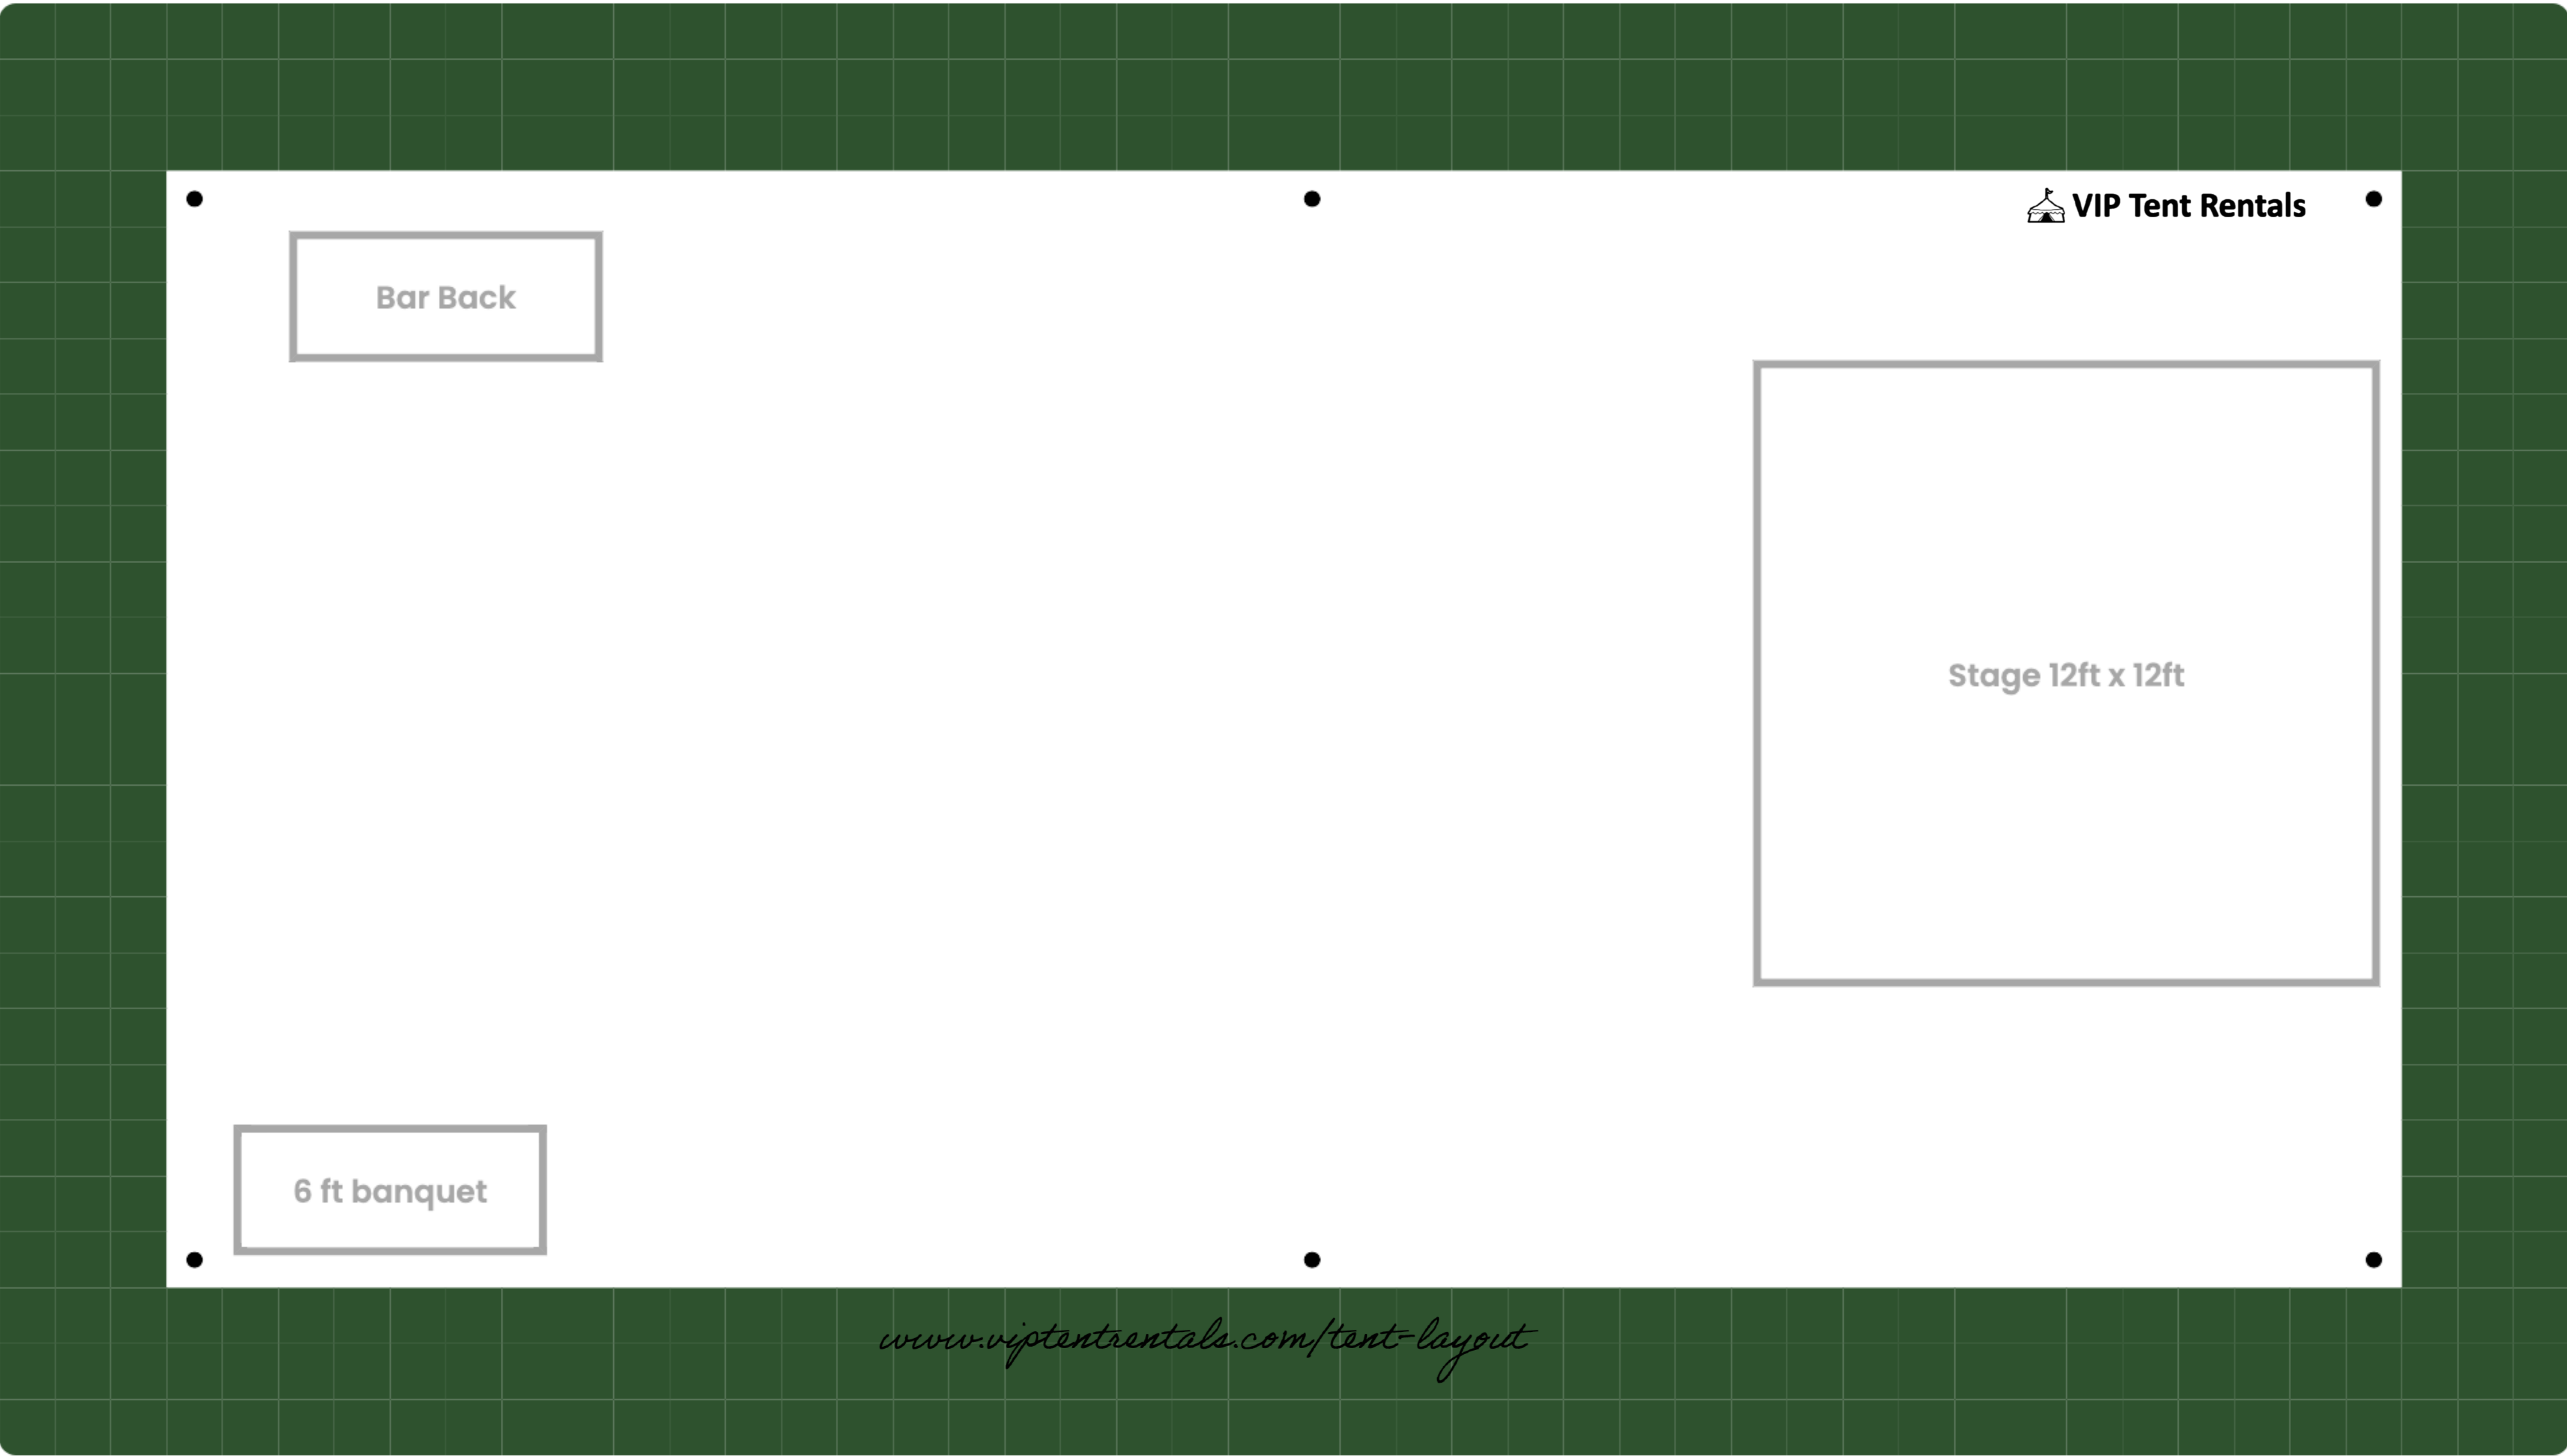 VIP Tent Rentals
Bar Back
Stage 12ft x 12ft
6 ft banquet
www.viptentrentals.com/tent-layout